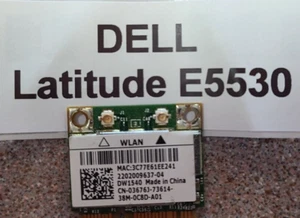 DELL
Latitude E5530
WLAN
MAC:3C77E61EE241
2202009637-04
DW1540 Made in China
CN-03676J-73614-
38M-0C8D-A01